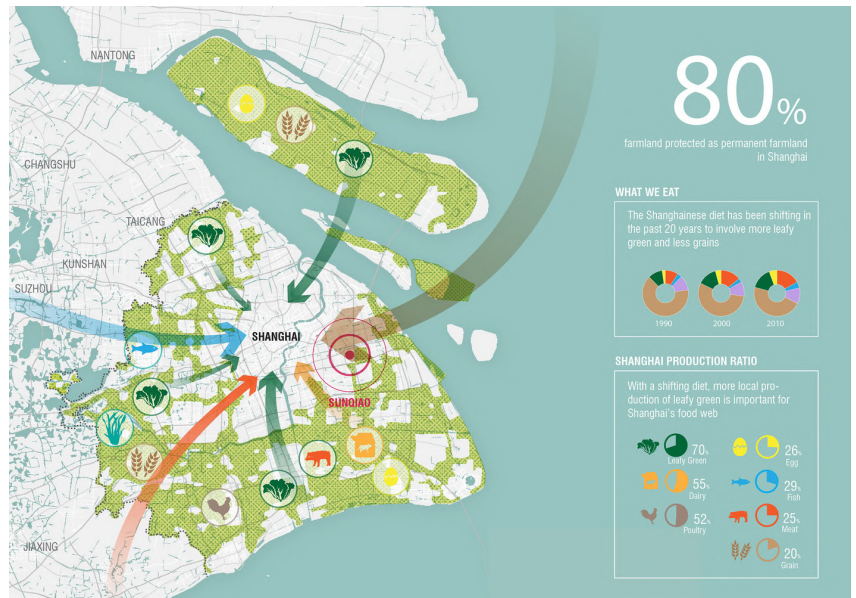 NANTONG
CHANGSHU
TAICANG
KUNSHAN
SUZHOU
SHANGHAI
SUNQIAO
JIAXING
80%
farmland protected as permanent farmland
in Shanghai
WHAT WE EAT
The Shanghainese diet has been shifting in
the past 20 years to involve more leafy
green and less grains
1990
2000
2010
SHANGHAI PRODUCTION RATIO
With a shifting diet, more local pro-
duction of leafy green is important for
Shanghai's food web
70%
Leafy Green
26%
Egg
55%
Dairy
29%
Fish
52%
Poultry
25%
Meat
20%
Grain